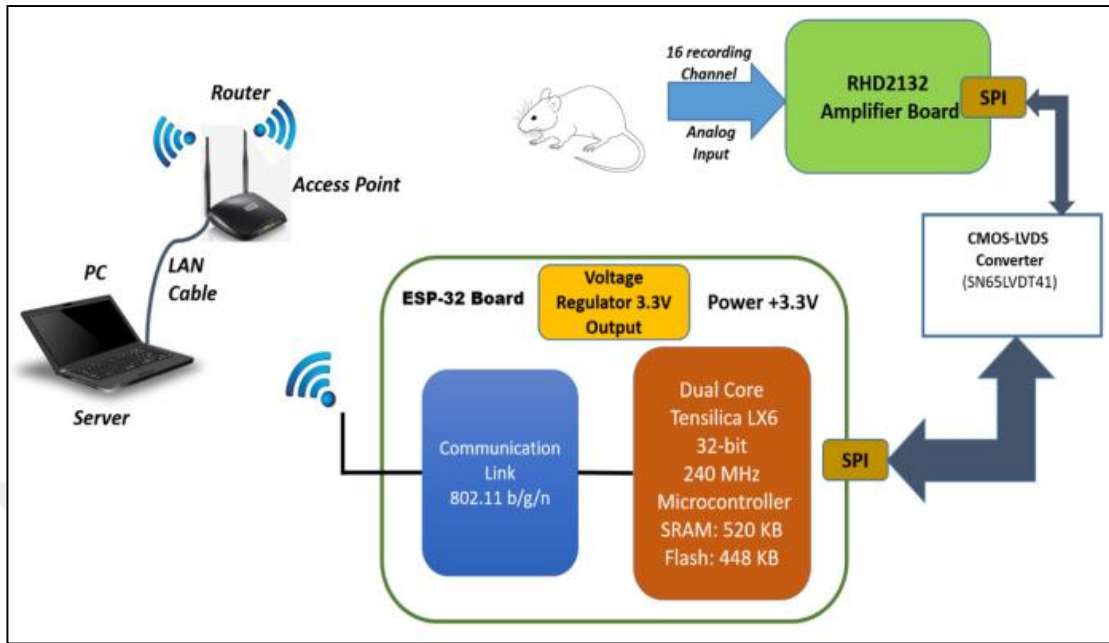 Router
Access Point
PC
LAN
Cable
Server
16 recording
Channel
Analog
Input
RHD2132
Amplifier Board
SPI
CMOS-LVDS
Converter
(SN65LVDT41)
ESP-32 Board
Voltage
Regulator 3.3V
Output
Power +3.3V
Communication
Link
802.11 b/g/n
Dual Core
Tensilica LX6
32-bit
240 MHz
Microcontroller
SRAM: 520 KB
Flash: 448 KB
SPI